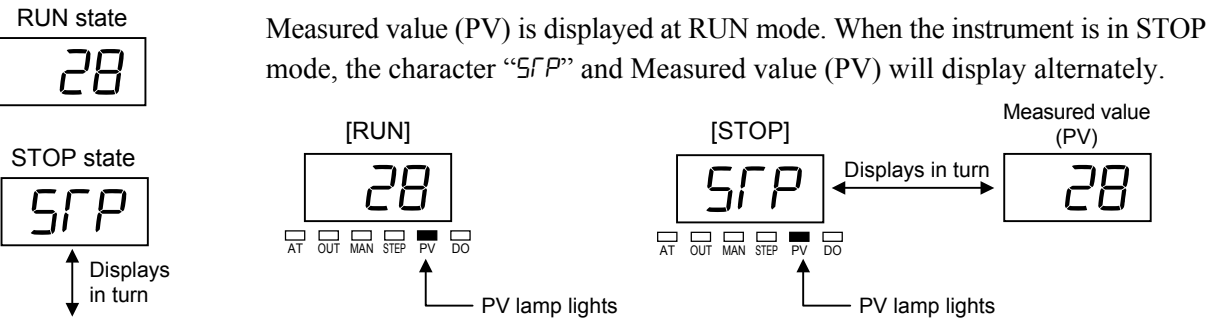 RUN state
28
STOP state
SΓP
Displays
in turn
Measured value (PV) is displayed at RUN mode. When the instrument is in STOP
mode, the character “SΓP” and Measured value (PV) will display alternately.
[RUN]
28
AT OUT MAN STEP PV DO
PV lamp lights
[STOP]
SΓP
AT OUT MAN STEP PV DO
PV lamp lights
Displays in turn
Measured value
(PV)
28